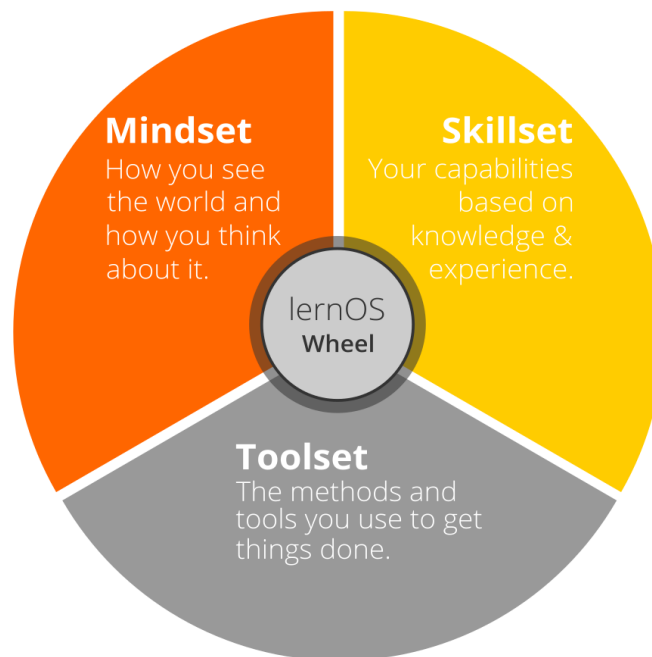 Mindset
How you see
the world and
how you think
about it.
Skillset
Your capabilities
based on
knowledge &
experience.
lernOS
Wheel
Toolset
The methods and
tools you use to get
things done.